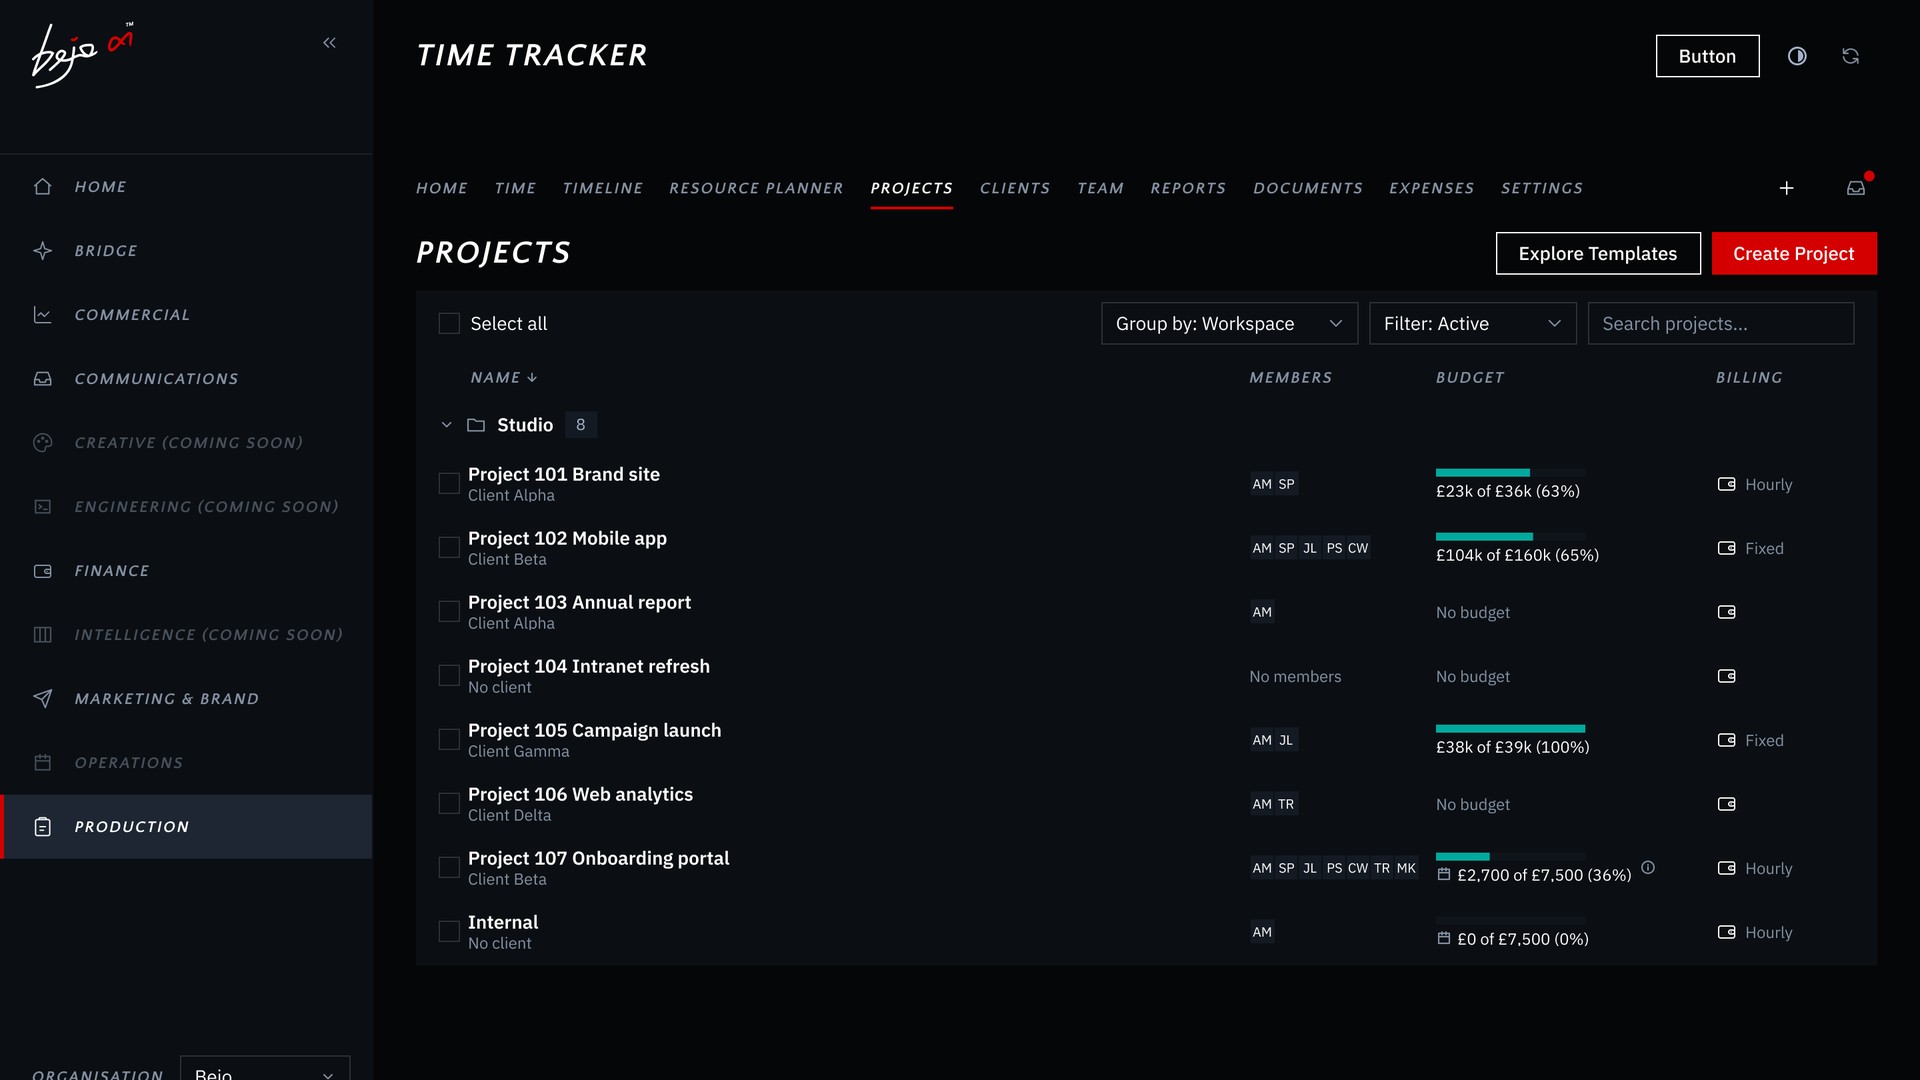 bejo ™
TIME TRACKER
Button
HOME
BRIDGE
COMMERCIAL
COMMUNICATIONS
CREATIVE (COMING SOON)
ENGINEERING (COMING SOON)
FINANCE
INTELLIGENCE (COMING SOON)
MARKETING & BRAND
OPERATIONS
PRODUCTION
ORGANISATION Bejo
HOME TIME TIMELINE RESOURCE PLANNER PROJECTS CLIENTS TEAM REPORTS DOCUMENTS EXPENSES SETTINGS
PROJECTS
Explore Templates Create Project
Select all Group by: Workspace Filter: Active Search projects...
NAME MEMBERS BUDGET BILLING
Studio 8
Project 101 Brand site
Client Alpha
AM SP
£23k of £36k (63%)
Hourly
Project 102 Mobile app
Client Beta
AM SP JL PS CW
£104k of £160k (65%)
Fixed
Project 103 Annual report
Client Alpha
AM
No budget
Project 104 Intranet refresh
No client
No members
No budget
Project 105 Campaign launch
Client Gamma
AM JL
£38k of £39k (100%)
Fixed
Project 106 Web analytics
Client Delta
AM TR
No budget
Project 107 Onboarding portal
Client Beta
AM SP JL PS CW TR MK
£2,700 of £7,500 (36%)
Hourly
Internal
No client
AM
£0 of £7,500 (0%)
Hourly